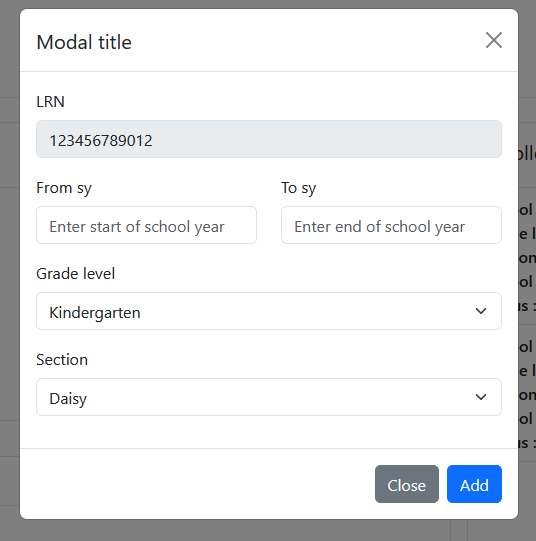 Modal title
LRN
123456789012
From sy To sy
Enter start of school year Enter end of school year
Grade level
Kindergarten
Section
Daisy
Close Add